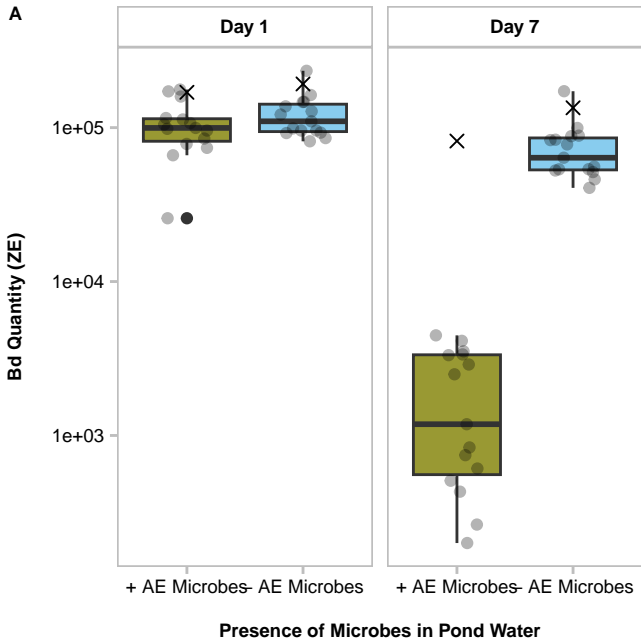 A
Day 1
Day 7
Bd Quantity (ZE)
1e+05
1e+04
1e+03
+ AE Microbes
− AE Microbes
+ AE Microbes
− AE Microbes
Presence of Microbes in Pond Water